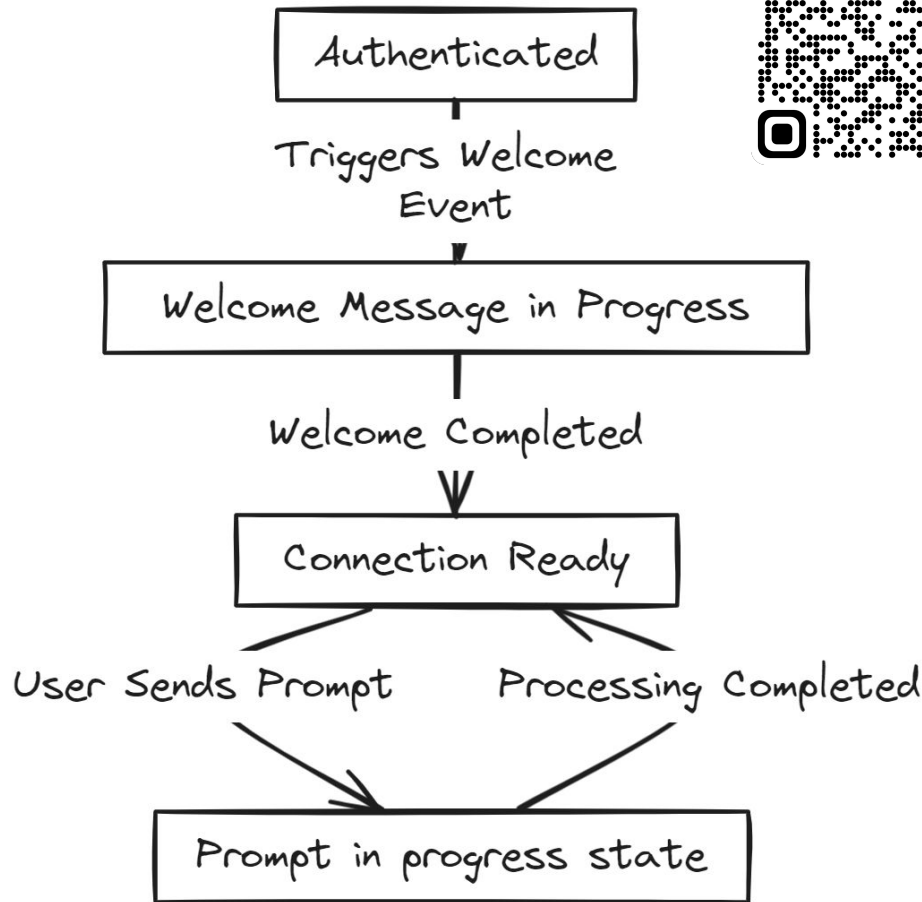 Authenticated
Triggers Welcome
Event
Welcome Message in Progress
Welcome Completed
Connection Ready
User Sends Prompt
Processing Completed
Prompt in progress state